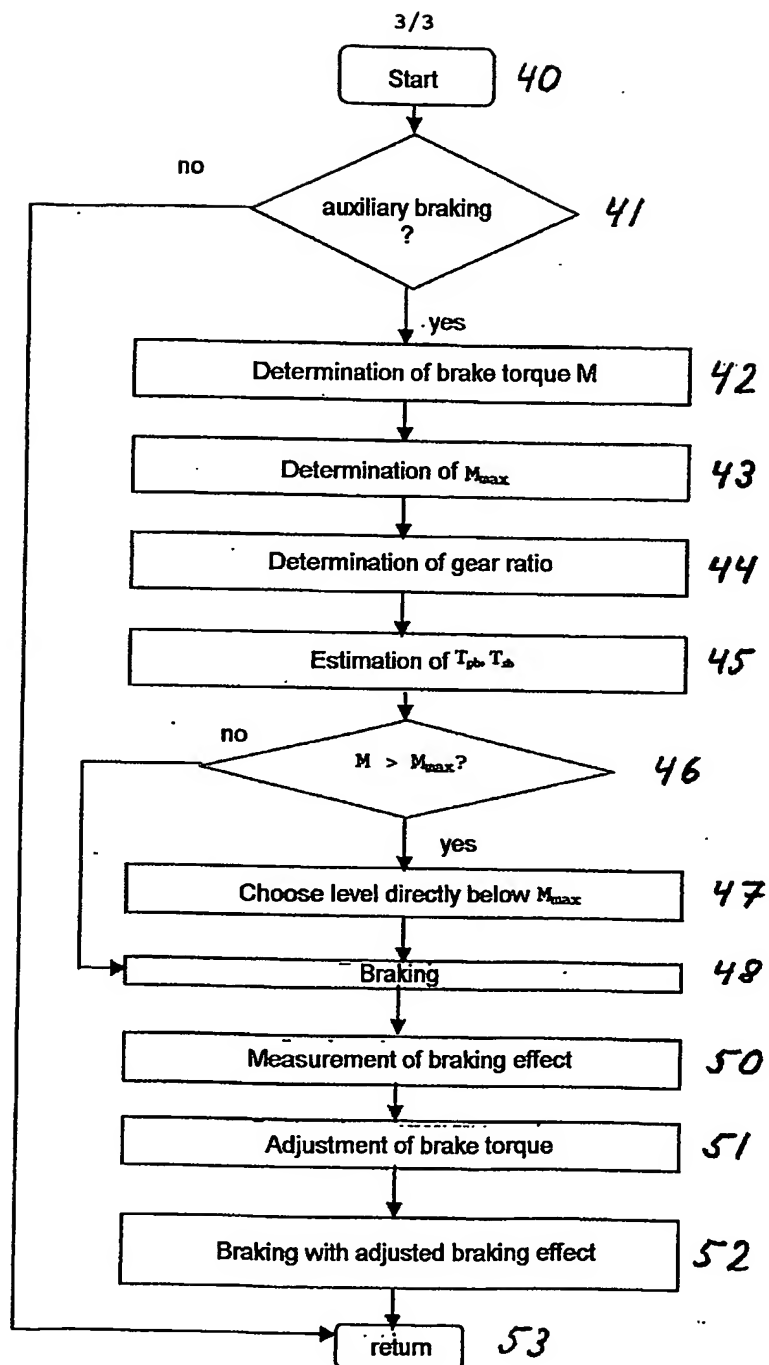 3/3
Start 40
no
auxiliary braking 41
?
yes
Determination of brake torque M 42
Determination of Mmax 43
Determination of gear ratio 44
Estimation of Tpb, Tsb 45
no
M > Mmax? 46
yes
Choose level directly below Mmax 47
Braking 48
Measurement of braking effect 50
Adjustment of brake torque 51
Braking with adjusted braking effect 52
return 53